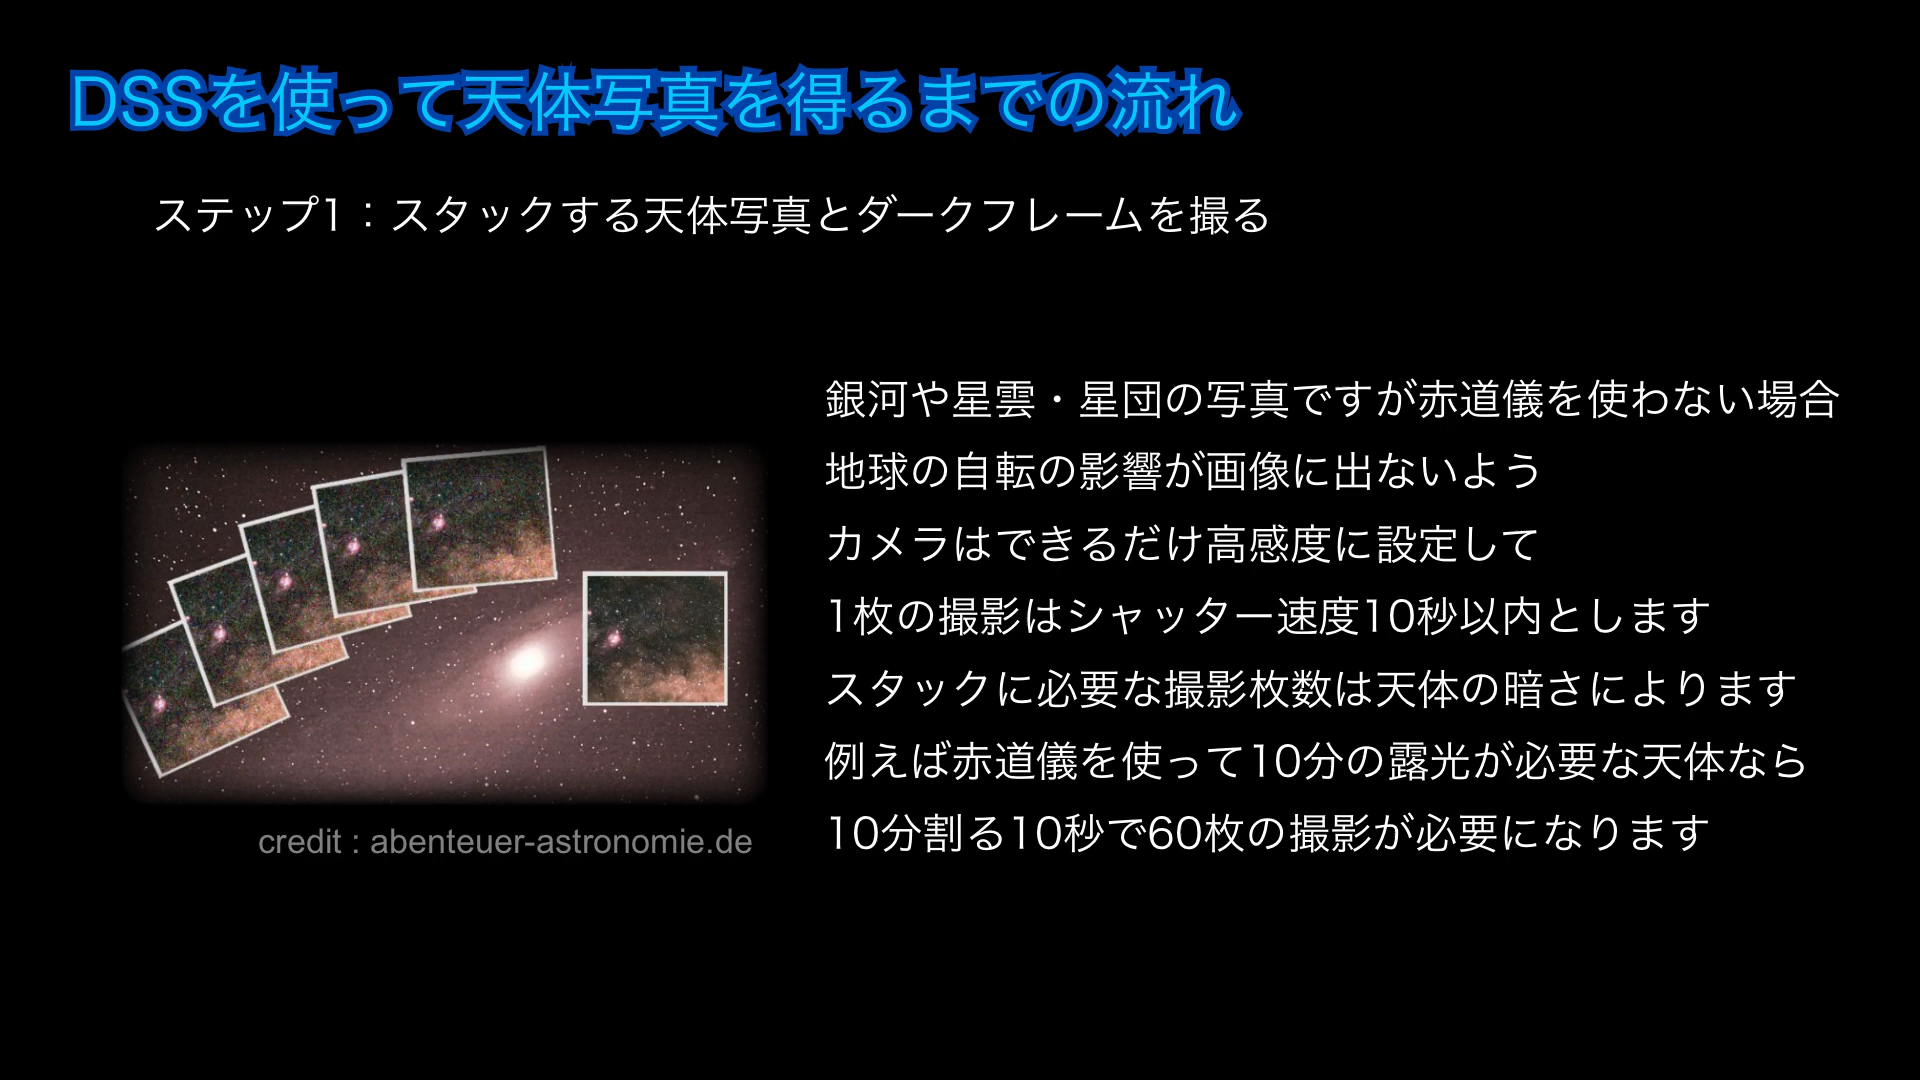 DSSを使って天体写真を得るまでの流れ
ステップ1：スタックする天体写真とダークフレームを撮る
銀河や星雲・星団の写真ですが赤道儀を使わない場合
地球の自転の影響が画像に出ないよう
カメラはできるだけ高感度に設定して
1枚の撮影はシャッター速度10秒以内とします
スタックに必要な撮影枚数は天体の暗さによります
例えば赤道儀を使って10分の露光が必要な天体なら
10分割る10秒で60枚の撮影が必要になります
credit : abenteuer-astronomie.de